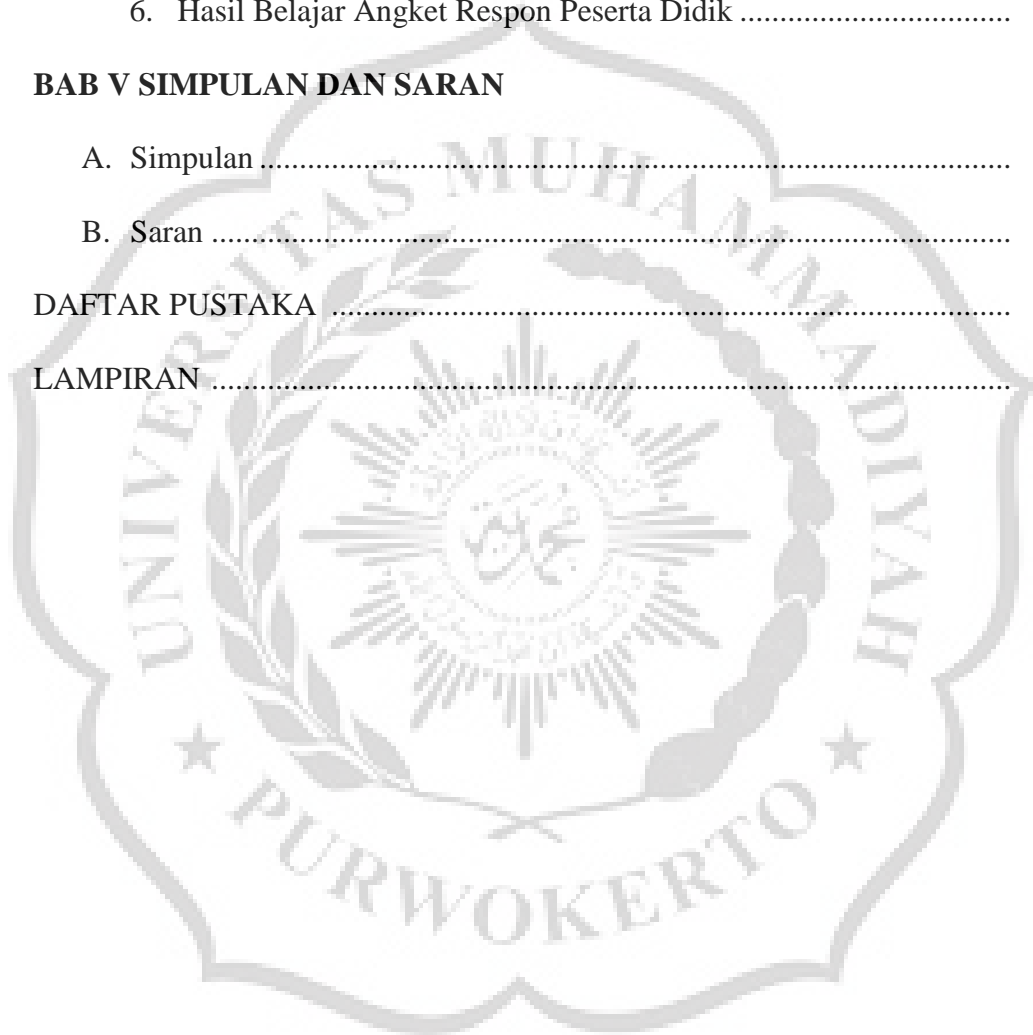 6. Hasil Belajar Angket Respon Peserta Didik ..................................
BAB V SIMPULAN DAN SARAN
A. Simpulan ................................................................................................
B. Saran ......................................................................................................
DAFTAR PUSTAKA .......................................................................................
LAMPIRAN ......................................................................................................
UNIVERSITAS MUHAMMADIYAH
PURWOKERTO